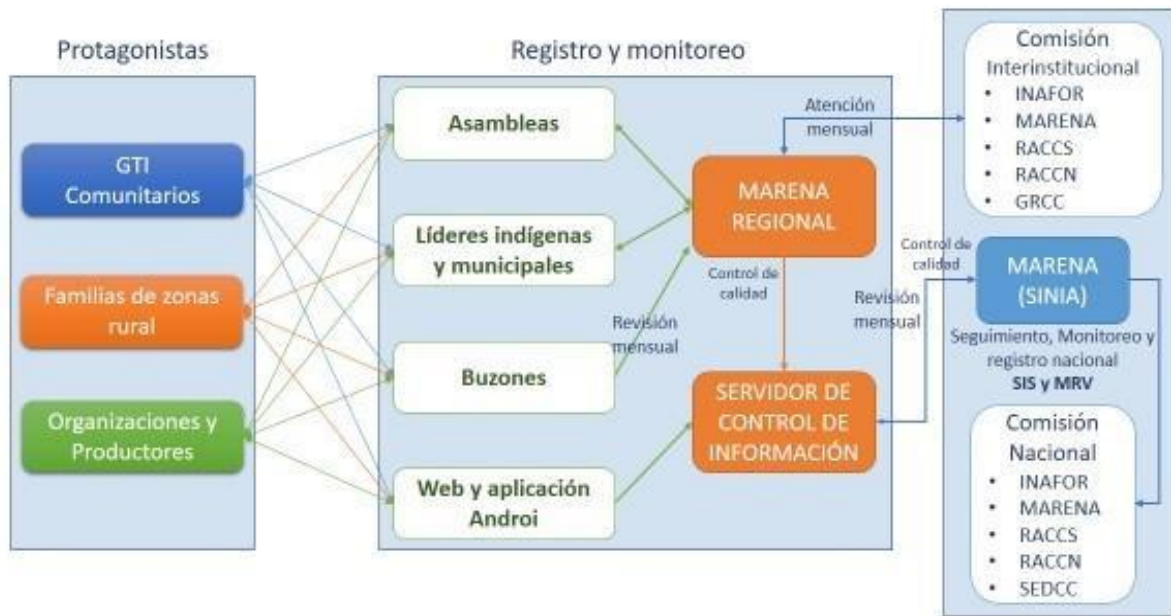 Protagonistas
GTI
Comunitarios
Familias de zonas
rural
Organizaciones y
Productores
Registro y monitoreo
Asambleas
Líderes indígenas
y municipales
Buzones
Web y aplicación
Androi
Revisión
mensual
Atención
mensual
MARENA
REGIONAL
Control de
calidad
SERVIDOR DE
CONTROL DE
INFORMACIÓN
Revisión
mensual
Comisión
Interinstitucional
• INAFOR
• MARENA
• RACCS
• RACCN
• GRCC
Control de
calidad
MARENA
(SINIA)
Seguimiento, Monitoreo y
registro nacional
SIS y MRV
Comisión
Nacional
• INAFOR
• MARENA
• RACCS
• RACCN
• SEDCC